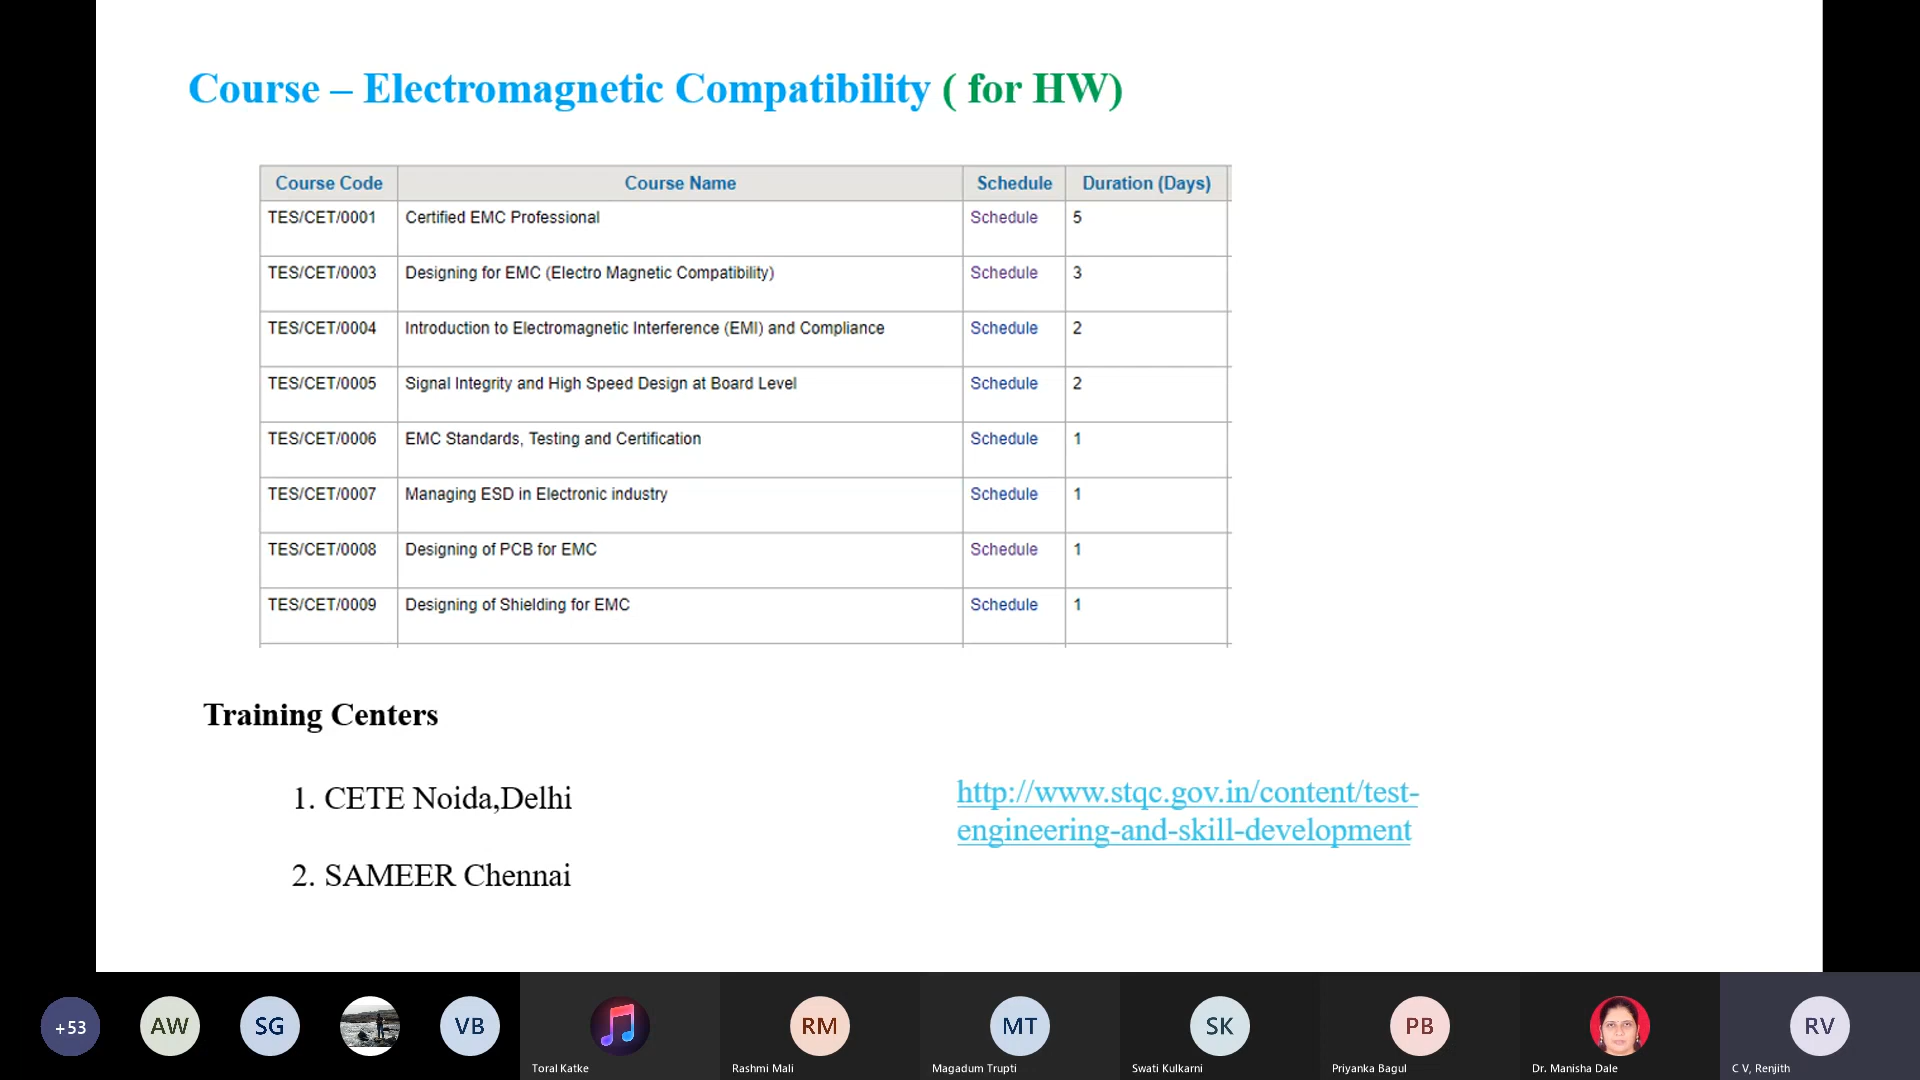 Course – Electromagnetic Compatibility ( for HW)
Course Code Course Name Schedule Duration (Days)
TES/CET/0001 Certified EMC Professional Schedule 5
TES/CET/0003 Designing for EMC (Electro Magnetic Compatibility) Schedule 3
TES/CET/0004 Introduction to Electromagnetic Interference (EMI) and Compliance Schedule 2
TES/CET/0005 Signal Integrity and High Speed Design at Board Level Schedule 2
TES/CET/0006 EMC Standards, Testing and Certification Schedule 1
TES/CET/0007 Managing ESD in Electronic industry Schedule 1
TES/CET/0008 Designing of PCB for EMC Schedule 1
TES/CET/0009 Designing of Shielding for EMC Schedule 1
Training Centers
1. CETE Noida,Delhi
2. SAMEER Chennai
http://www.stqc.gov.in/content/test-
engineering-and-skill-development
+53 AW SG VB RM MT SK PB RV
Toral Katke Rashmi Mali Magadum Trupti Swati Kulkarni Priyanka Bagul Dr. Manisha Dale C V, Renjith